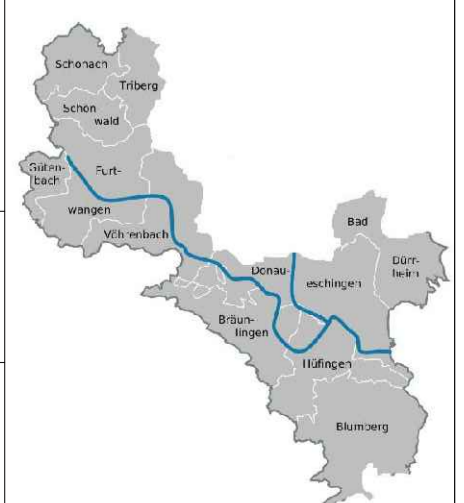 Schonach
Triberg
Schön
wald
Güten-
bach
Furt-
wangen
Vöhrenbach
Bad
Dürr-
heim
Donau-
eschingen
Bräun-
lingen
Hüfingen
Blumberg